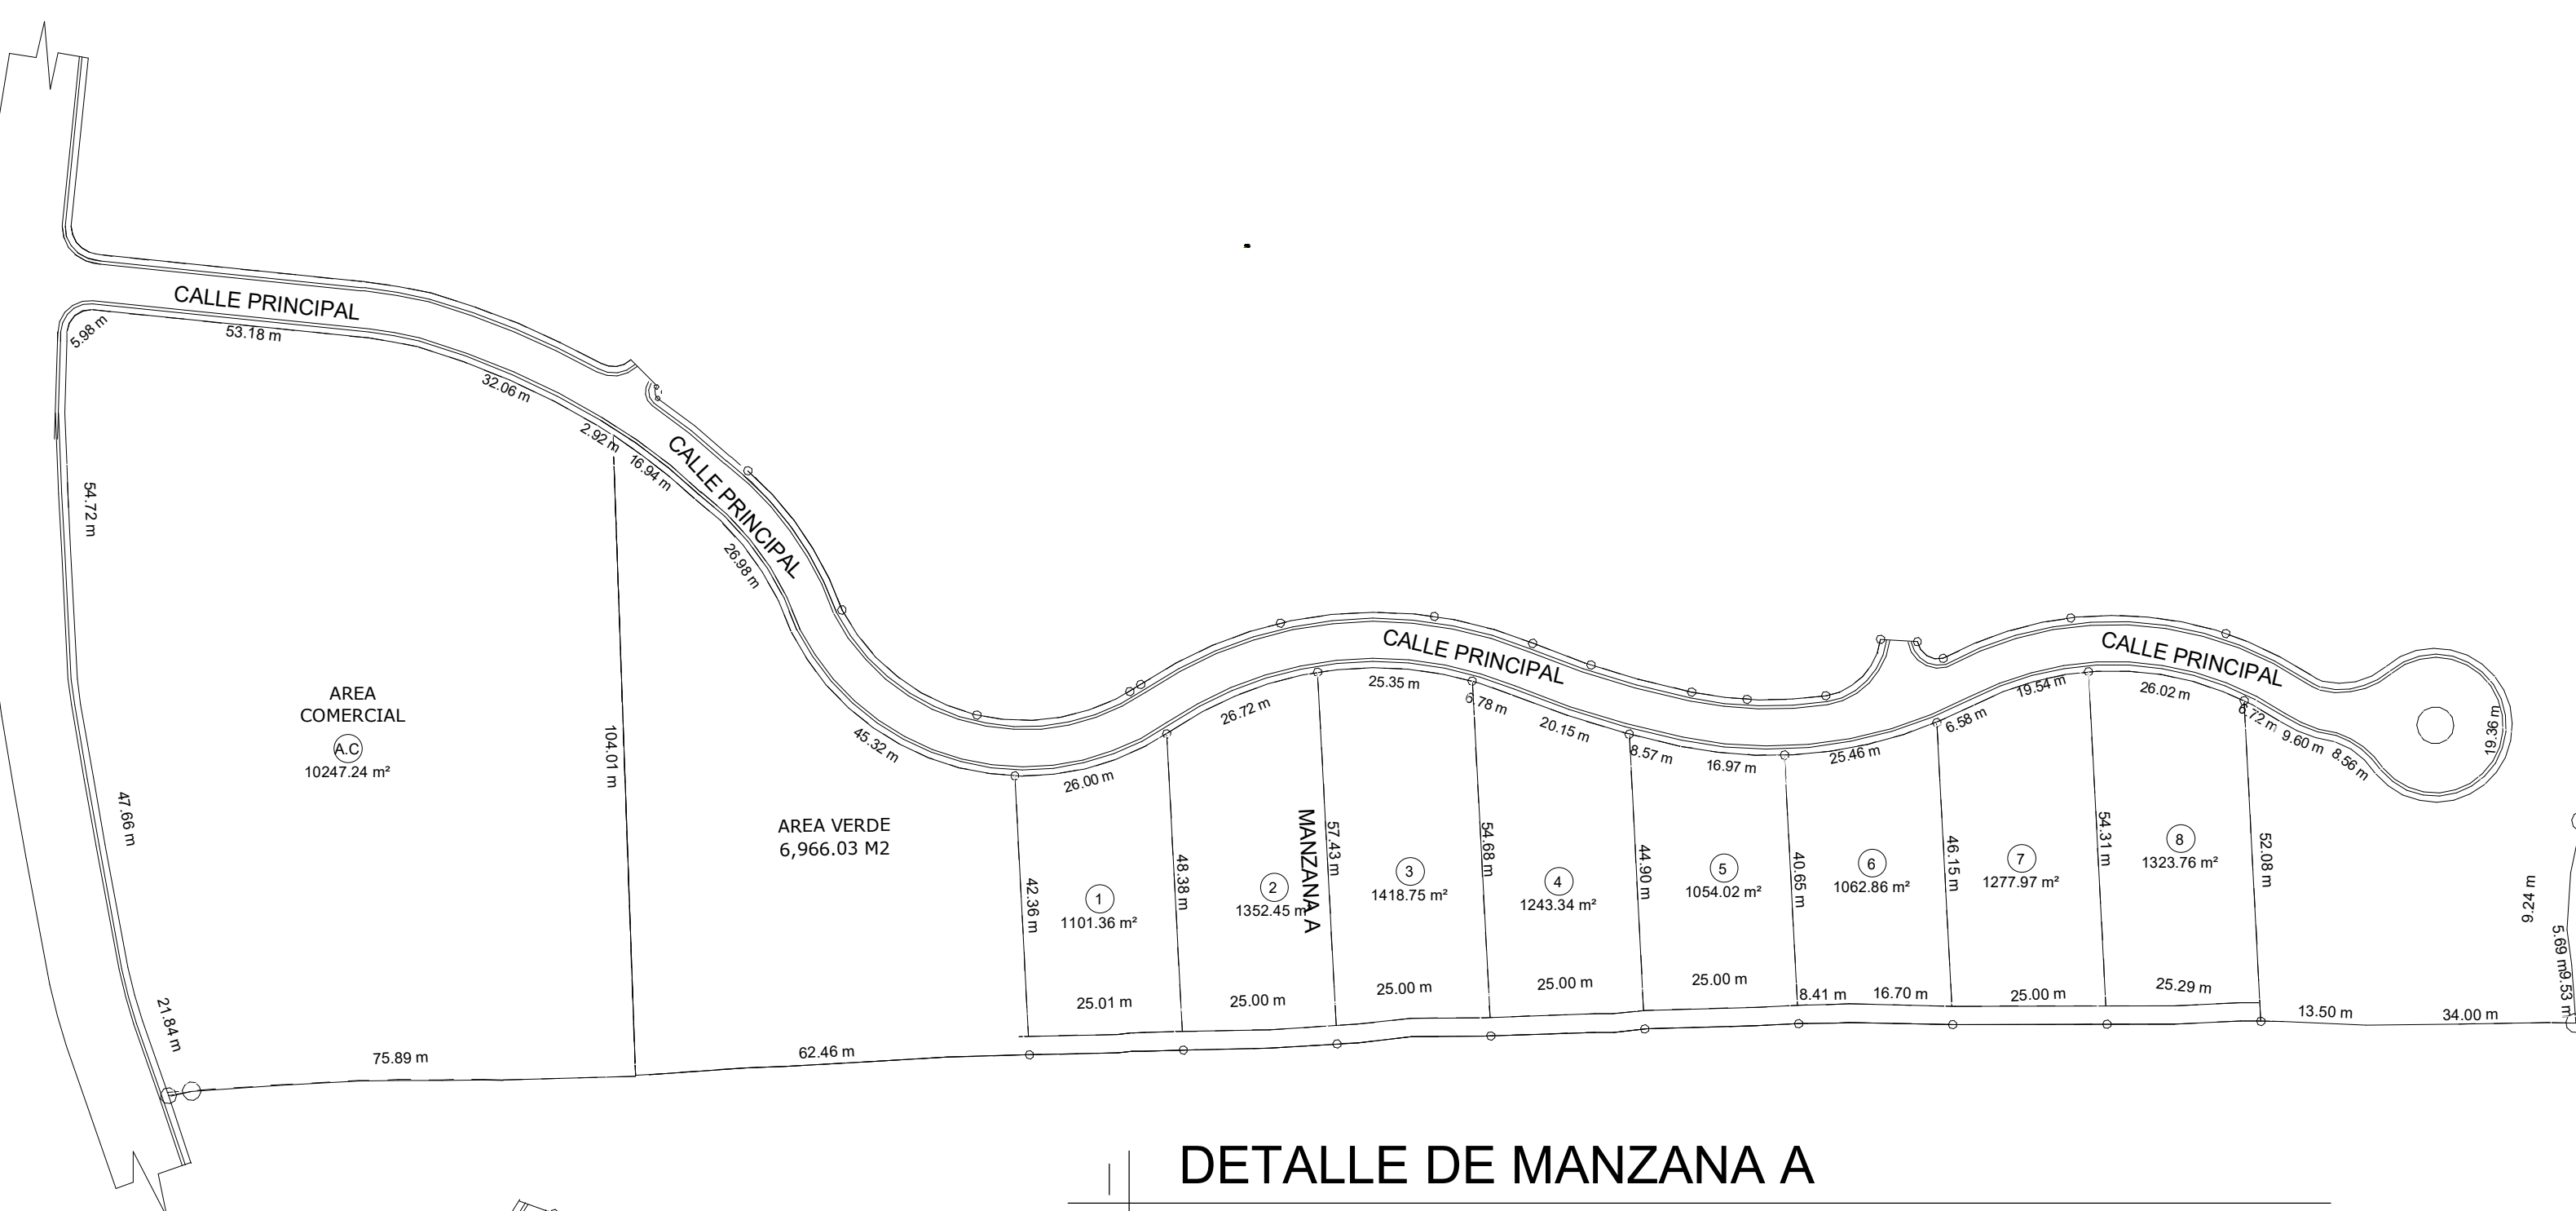 CALLE PRINCIPAL
5.98 m
53.18 m
32.06 m
2.92 m
16.94 m
CALLE PRINCIPAL
26.98 m
54.72 m
47.66 m
21.84 m
AREA
COMERCIAL
A.C
10247.24 m²
104.01 m
75.89 m
AREA VERDE
6,966.03 M2
45.32 m
62.46 m
CALLE PRINCIPAL
26.00 m
26.72 m
25.35 m
6.78 m
20.15 m
8.57 m
16.97 m
25.46 m
6.58 m
19.54 m
CALLE PRINCIPAL
26.02 m
6.72 m
9.60 m
8.56 m
19.36 m
42.36 m
1
1101.36 m²
25.01 m
48.38 m
2
1352.45 m
25.00 m
MANZANA A
57.43 m
3
1418.75 m²
25.00 m
54.68 m
4
1243.34 m²
25.00 m
44.90 m
5
1054.02 m²
25.00 m
40.65 m
6
1062.86 m²
8.41 m
16.70 m
46.15 m
7
1277.97 m²
25.00 m
54.31 m
8
1323.76 m²
25.29 m
52.08 m
13.50 m
34.00 m
9.24 m
5.69 m
9.53 m
DETALLE DE MANZANA A